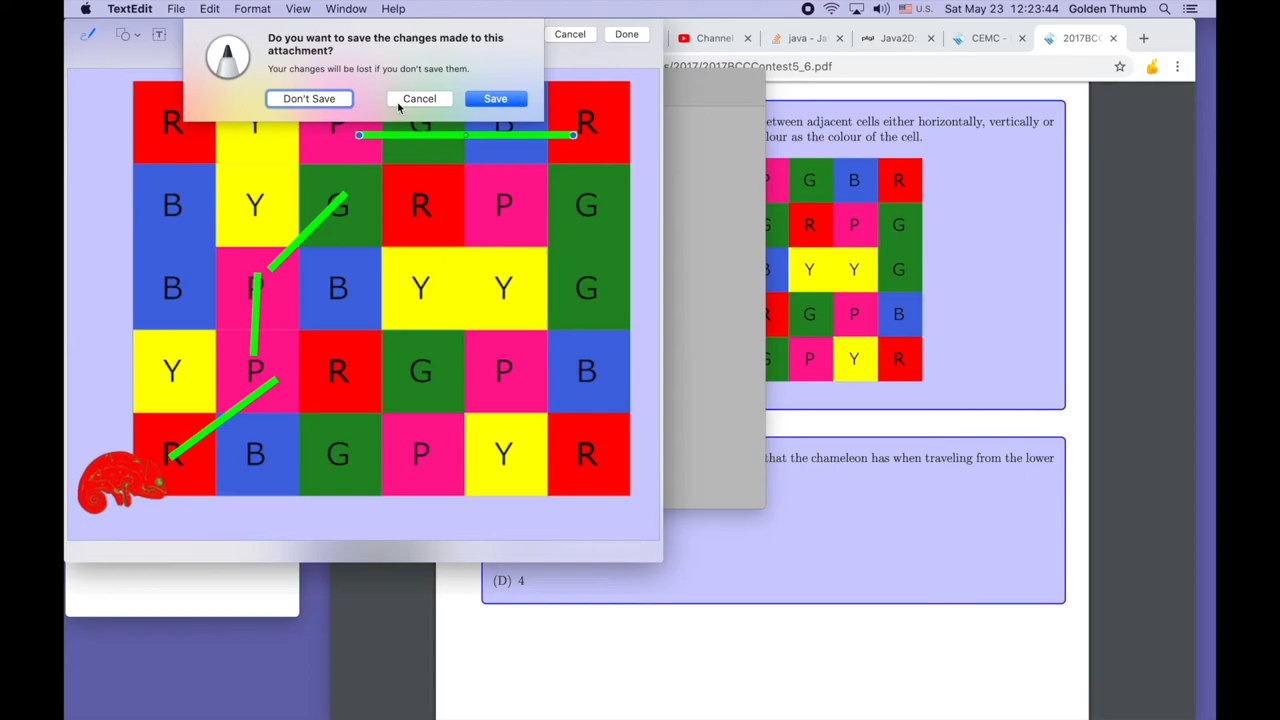 TextEdit File Edit Format View Window Help U.S. Sat May 23 12:23:44 Golden Thumb
Do you want to save the changes made to this
attachment?
Your changes will be lost if you don't save them.
Don't Save Cancel Save
Cancel Done
Channel java - Ja Java2D: CEMC - 2017BCC
s/2017/2017BCCContest5_6.pdf
R Y P G B R
B Y G R P G
B P B Y Y G
Y P R G P B
R B G P Y R
between adjacent cells either horizontally, vertically or
lour as the colour of the cell.
P G B R
G R P G
B Y Y G
R G P B
G P Y R
that the chameleon has when traveling from the lower
(D) 4